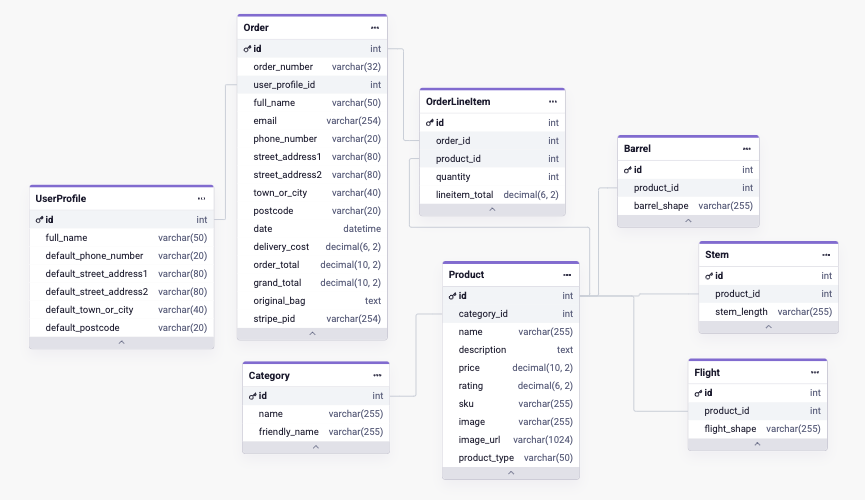 Order ...
id int
order_number varchar(32)
user_profile_id int
full_name varchar(50)
email varchar(254)
phone_number varchar(20)
street_address1 varchar(80)
street_address2 varchar(80)
town_or_city varchar(40)
postcode varchar(20)
date datetime
delivery_cost decimal(6, 2)
order_total decimal(10, 2)
grand_total decimal(10, 2)
original_bag text
stripe_pid varchar(254)
UserProfile ...
id int
full_name varchar(50)
default_phone_number varchar(20)
default_street_address1 varchar(80)
default_street_address2 varchar(80)
default_town_or_city varchar(40)
default_postcode varchar(20)
Category ...
id int
name varchar(255)
friendly_name varchar(255)
OrderLineItem ...
id int
order_id int
product_id int
quantity int
lineitem_total decimal(6, 2)
Product ...
id int
category_id int
name varchar(255)
description text
price decimal(10, 2)
rating decimal(6, 2)
sku varchar(255)
image varchar(255)
image_url varchar(1024)
product_type varchar(50)
Barrel ...
id int
product_id int
barrel_shape varchar(255)
Stem ...
id int
product_id int
stem_length varchar(255)
Flight ...
id int
product_id int
flight_shape varchar(255)